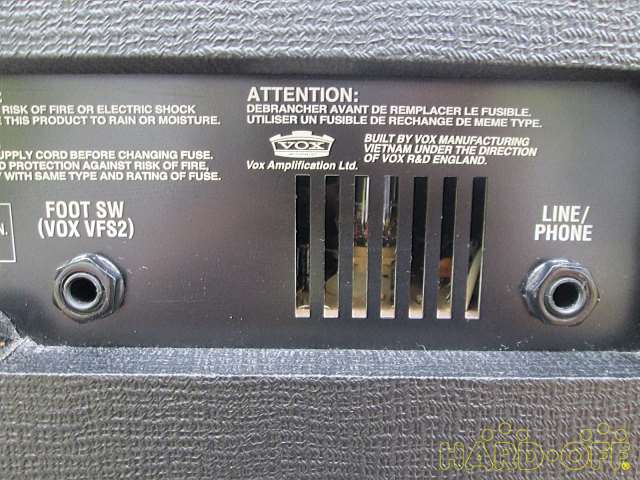 RISK OF FIRE OR ELECTRIC SHOCK
THIS PRODUCT TO RAIN OR MOISTURE.
CORD BEFORE CHANGING FUSE.
PROTECTION AGAINST RISK OF FIRE,
WITH SAME TYPE AND RATING OF FUSE.
ATTENTION:
DEBRANCHER AVANT DE REMPLACER LE FUSIBLE.
UTILISER UN FUSIBLE DE RECHANGE DE MEME TYPE.
VOX
Vox Amplification Ltd.
BUILT BY VOX MANUFACTURING
VIETNAM UNDER THE DIRECTION
OF VOX R&D ENGLAND.
FOOT SW
(VOX VFS2)
LINE/
PHONE
HARD-OFF